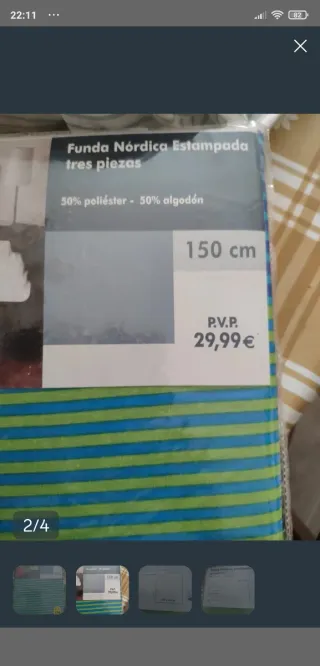 22:11 ...
82
Funda Nórdica Estampada
tres piezas
50% poliéster - 50% algodón
150 cm
P.V.P.
29,99€
2/4